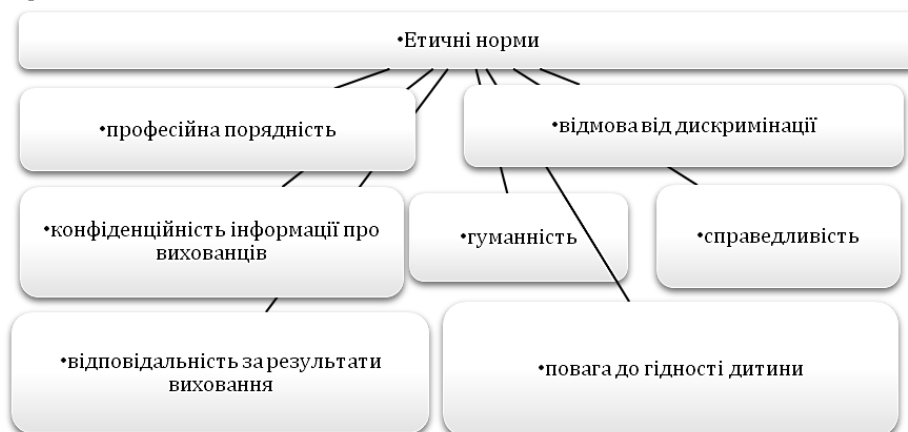 •Етичні норми
•професійна порядність
•відмова від дискримінації
•конфіденційність інформації про
вихованців
•гуманність
•справедливість
•відповідальність за результати
виховання
•повага до гідності дитини